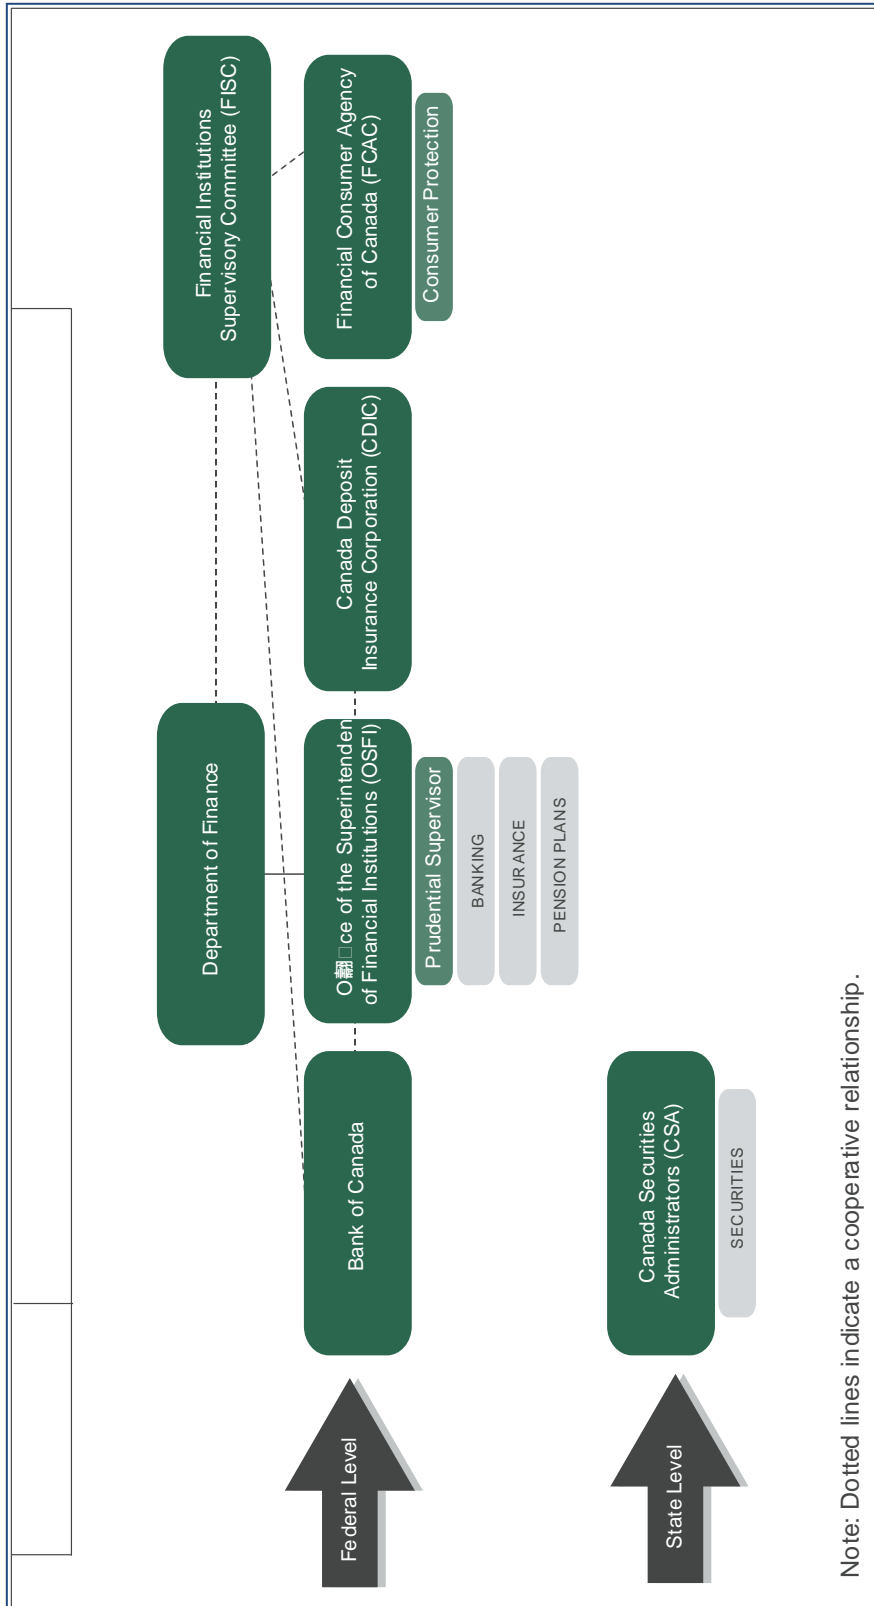 Department of Finance
Financial Institutions
Supervisory Committee (FISC)
Federal Level
Bank of Canada
O翻□ce of the Superintenden
of Financial Institutions (OSFI)
Prudential Supervisor
BANKING
INSURANCE
PENSION PLANS
Canada Deposit
Insurance Corporation (CDIC)
Financial Consumer Agency
of Canada (FCAC)
Consumer Protection
State Level
Canada Securities
Administrators (CSA)
SECURITIES
Note: Dotted lines indicate a cooperative relationship.